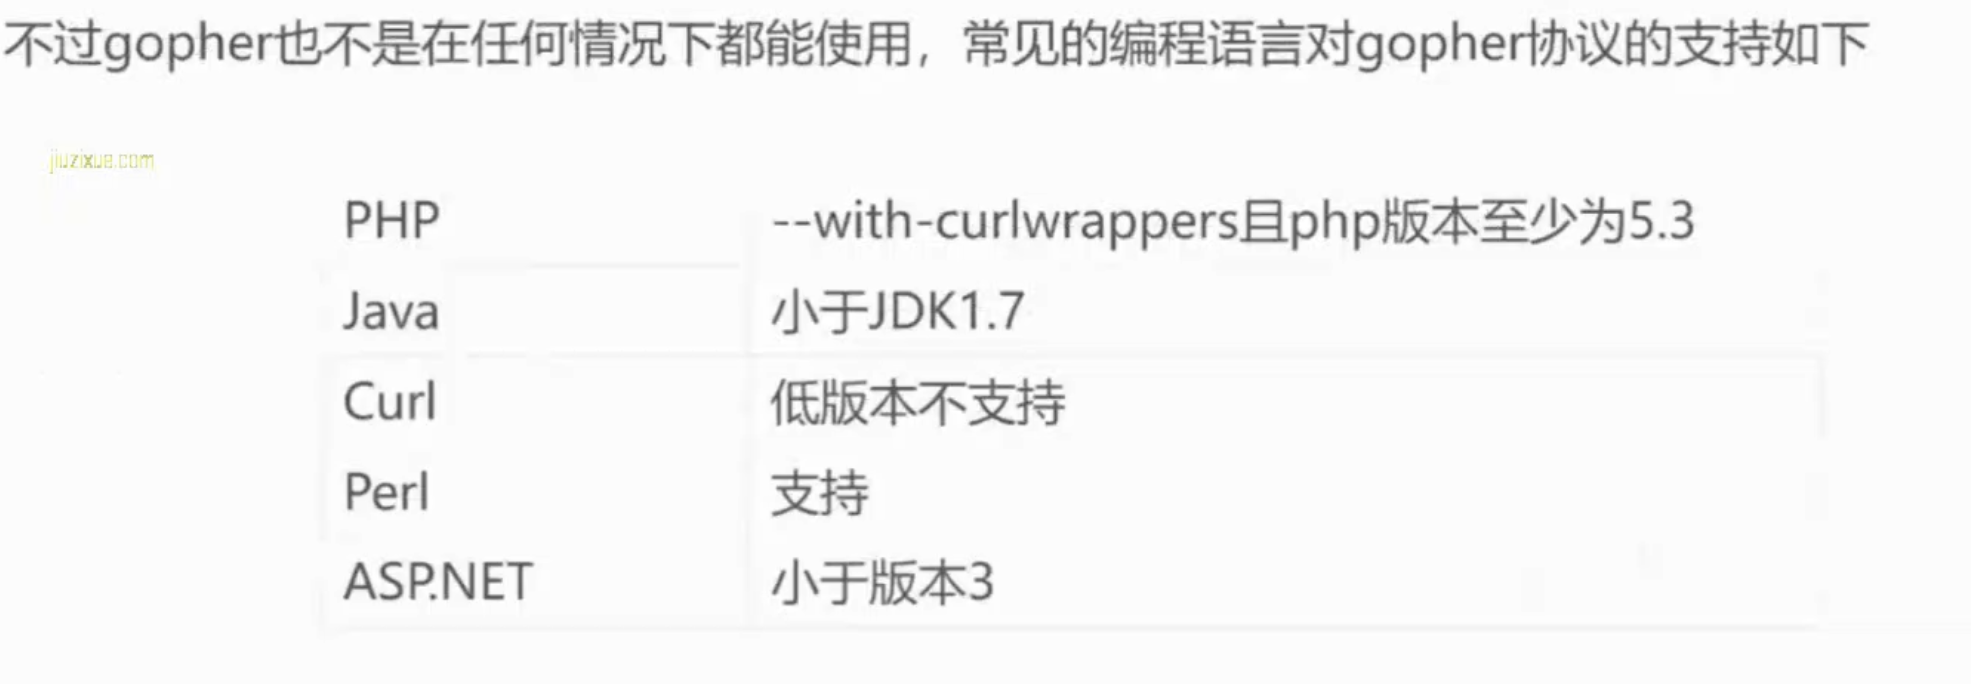 不过gopher也不是在任何情况下都能使用，常见的编程语言对gopher协议的支持如下
jiuzixue.com
PHP --with-curlwrappers且php版本至少为5.3
Java 小于JDK1.7
Curl 低版本不支持
Perl 支持
ASP.NET 小于版本3